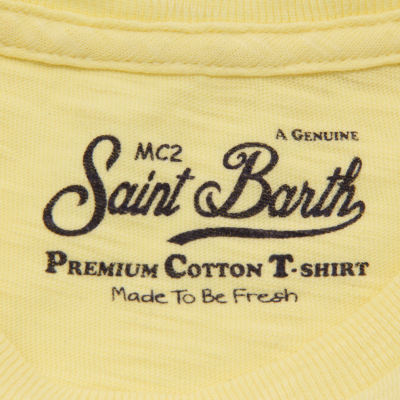 A GENUINE
MC2
Saint Barth
PREMIUM COTTON T-SHIRT
Made To Be Fresh